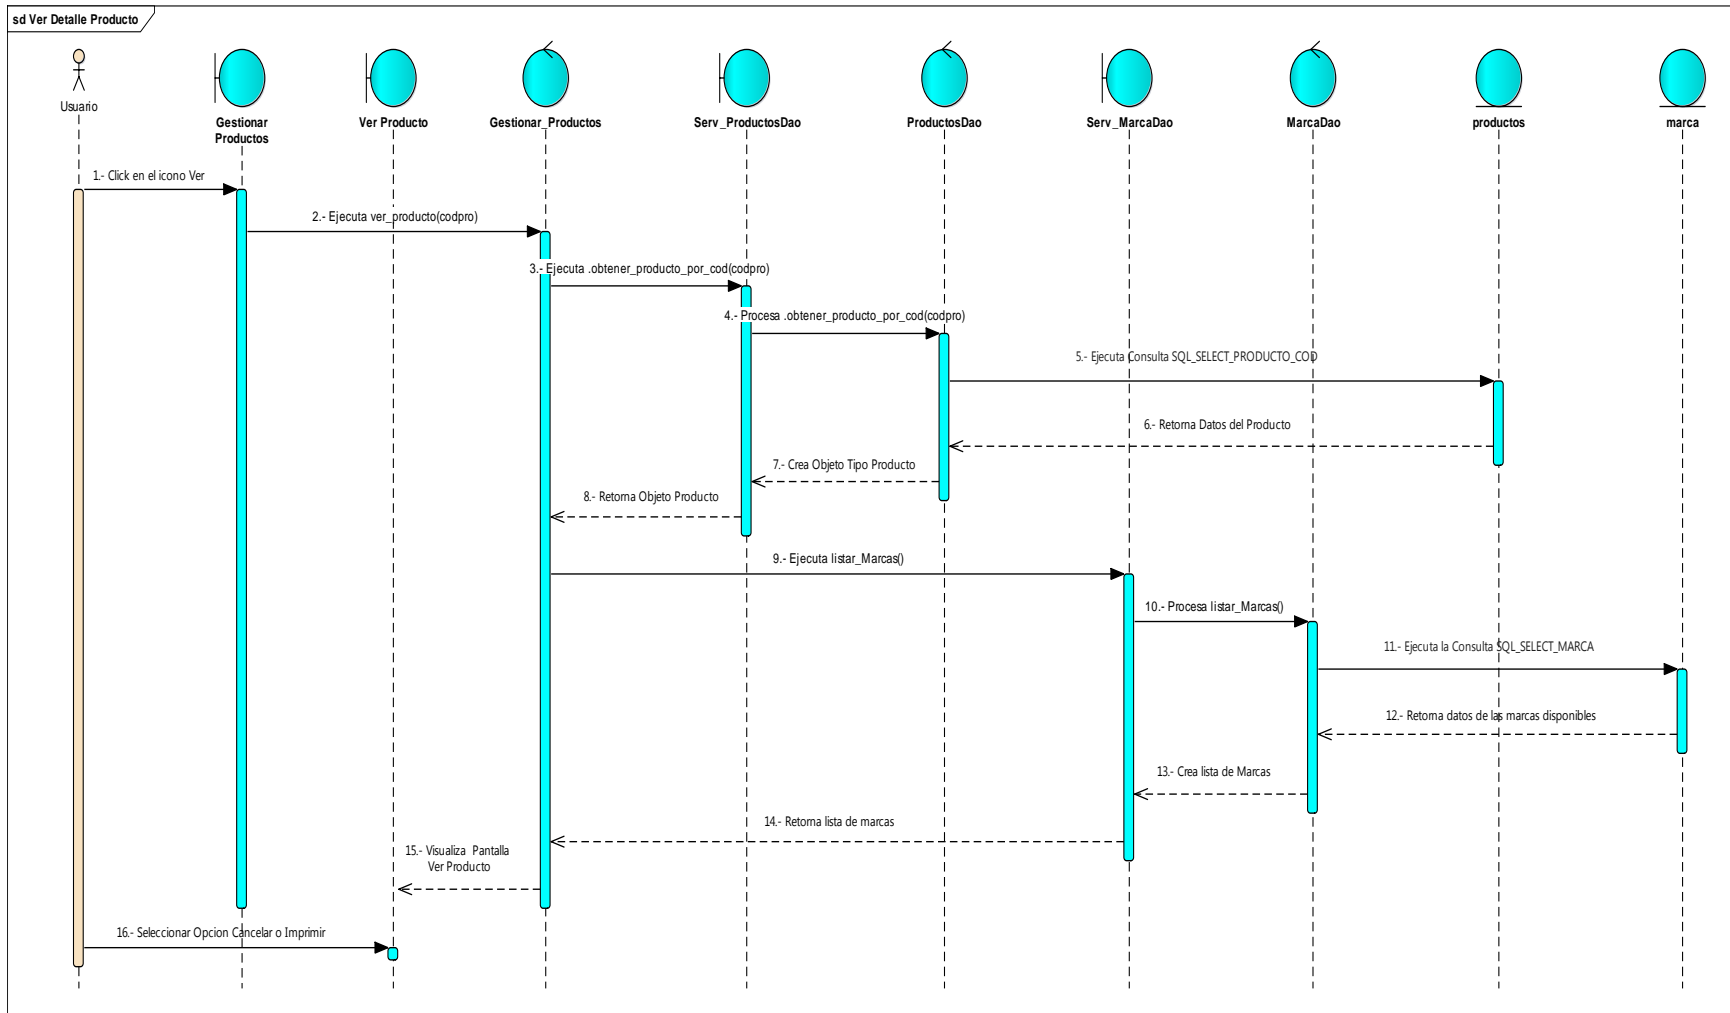 sd Ver Detalle Producto
Usuario
Gestionar
Productos
Ver Producto
Gestionar_Productos
Serv_ProductosDao
ProductosDao
Serv_MarcaDao
MarcaDao
productos
marca
1.- Click en el icono Ver
2.- Ejecuta ver_producto(codpro)
3.- Ejecuta .obtener_producto_por_cod(codpro)
4.- Procesa .obtener_producto_por_cod(codpro)
5.- Ejecuta Consulta SQL_SELECT_PRODUCTO_COD
6.- Retorna Datos del Producto
7.- Crea Objeto Tipo Producto
8.- Retorna Objeto Producto
9.- Ejecuta listar_Marcas()
10.- Procesa listar_Marcas()
11.- Ejecuta la Consulta SQL_SELECT_MARCA
12.- Retorna datos de las marcas disponibles
13.- Crea lista de Marcas
14.- Retorna lista de marcas
15.- Visualiza Pantalla
Ver Producto
16.- Seleccionar Opcion Cancelar o Imprimir